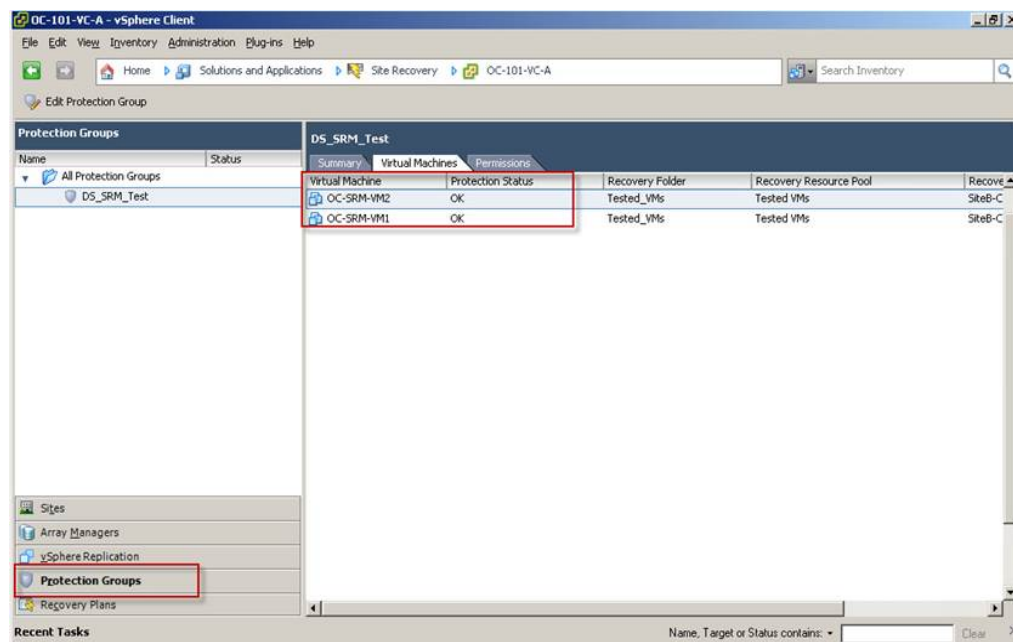 OC-101-VC-A - vSphere Client
File Edit View Inventory Administration Plug-ins Help
Home Solutions and Applications Site Recovery OC-101-VC-A Search Inventory
Edit Protection Group
Protection Groups
Name Status
All Protection Groups
DS_SRM_Test
DS_SRM_Test
Summary Virtual Machines Permissions
Virtual Machine Protection Status Recovery Folder Recovery Resource Pool Recove
OC-SRM-VM2 OK Tested_VMs Tested VMs SiteB-C
OC-SRM-VM1 OK Tested_VMs Tested VMs SiteB-C
Sites
Array Managers
vSphere Replication
Protection Groups
Recovery Plans
Recent Tasks Name, Target or Status contains: Clear